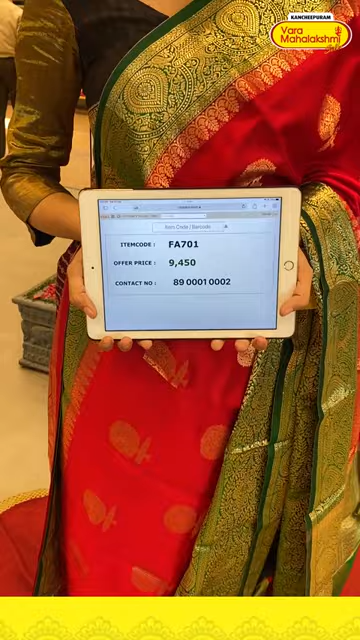 KANCHEEPURAM
Vara
Mahalakshmi
Item Code / Barcode
ITEMCODE : FA701
OFFER PRICE : 9,450
CONTACT NO : 89 0001 0002